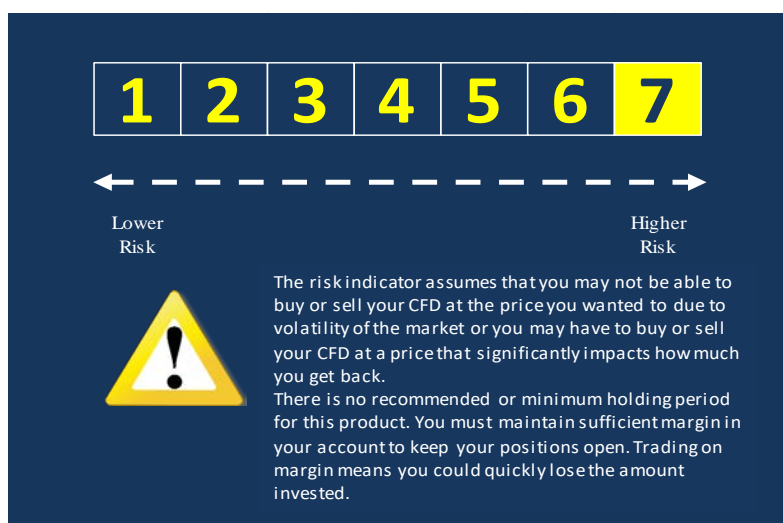 1 2 3 4 5 6 7
Lower Risk
Higher Risk
The risk indicator assumes that you may not be able to
buy or sell your CFD at the price you wanted to due to
volatility of the market or you may have to buy or sell
your CFD at a price that significantly impacts how much
you get back.
There is no recommended or minimum holding period
for this product. You must maintain sufficient margin in
your account to keep your positions open. Trading on
margin means you could quickly lose the amount
invested.